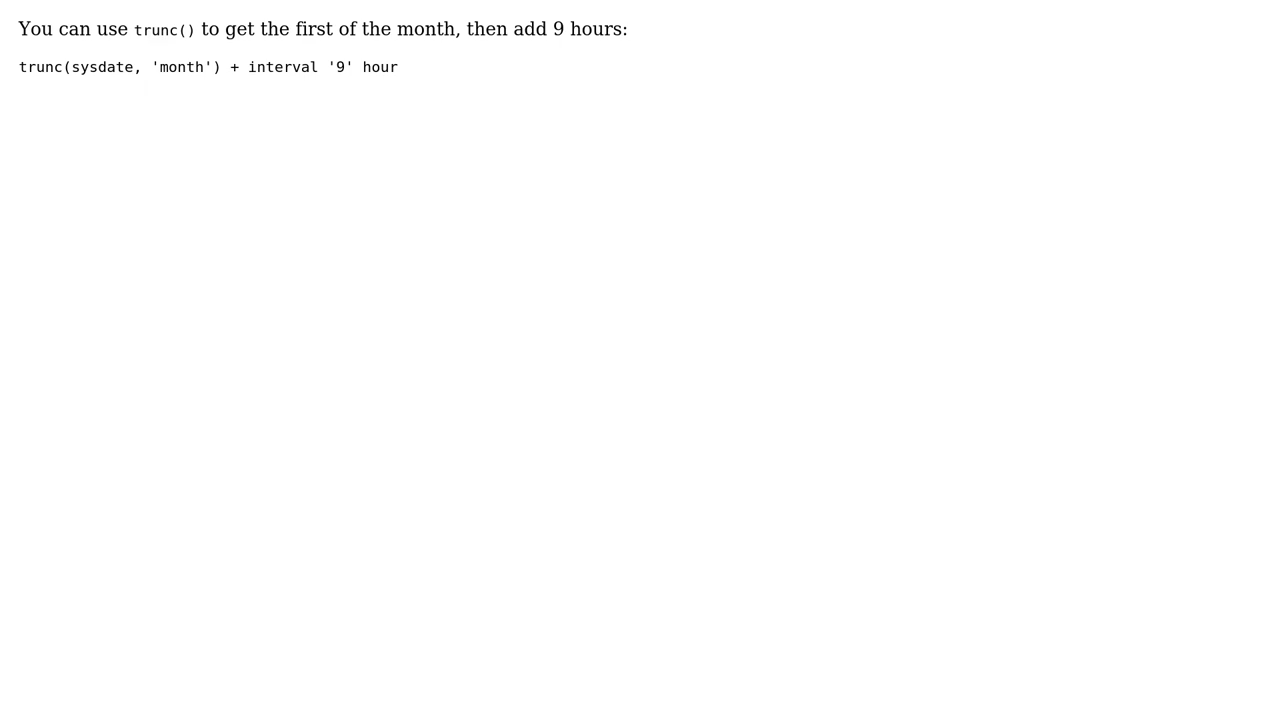 You can use trunc() to get the first of the month, then add 9 hours:
trunc(sysdate, 'month') + interval '9' hour